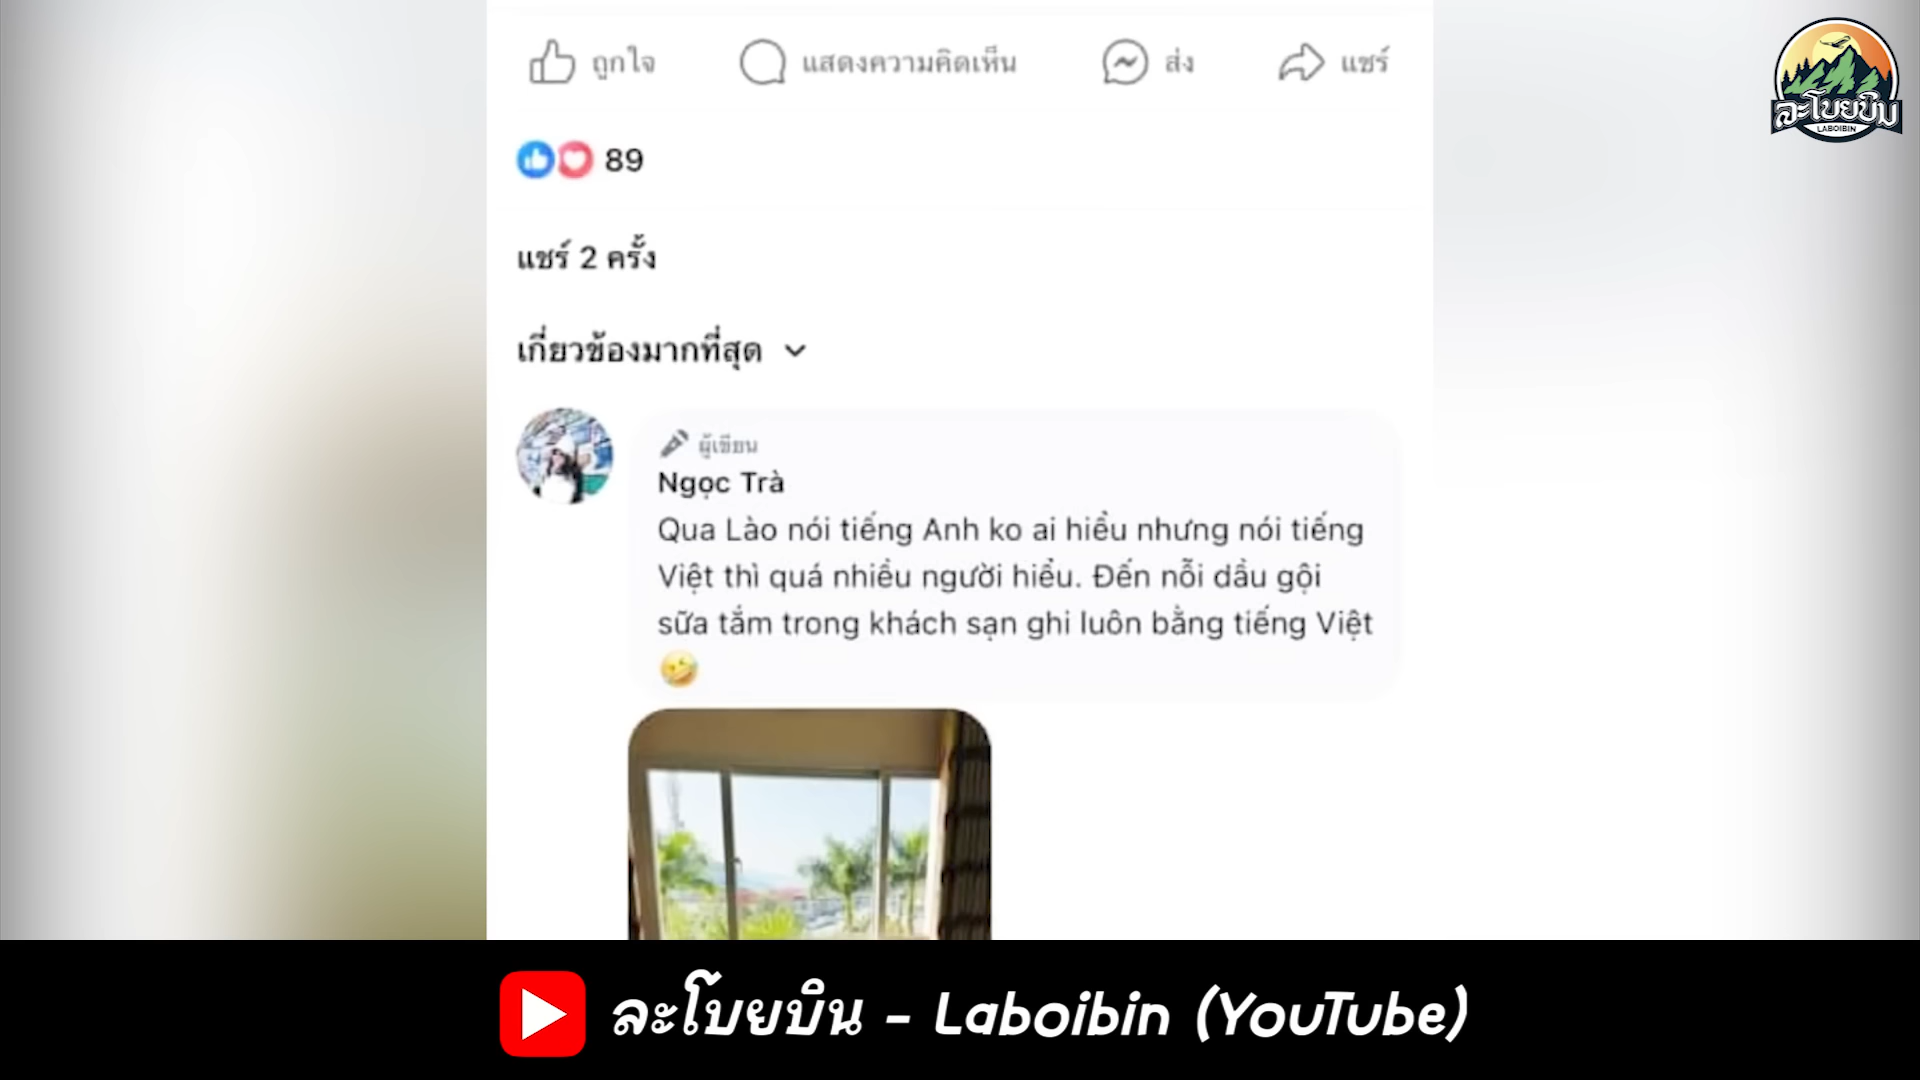 ถูกใจ แสดงความคิดเห็น ส่ง แชร์
ละโบยบิน
LABOIBIN
89
แชร์ 2 ครั้ง
เกี่ยวข้องมากที่สุด
ผู้เขียน
Ngọc Trà
Qua Lào nói tiếng Anh ko ai hiểu nhưng nói tiếng
Việt thì quá nhiều người hiểu. Đến nỗi dầu gội
sữa tắm trong khách sạn ghi luôn bằng tiếng Việt
🤣
ละโบยบิน - Laboibin (YouTube)